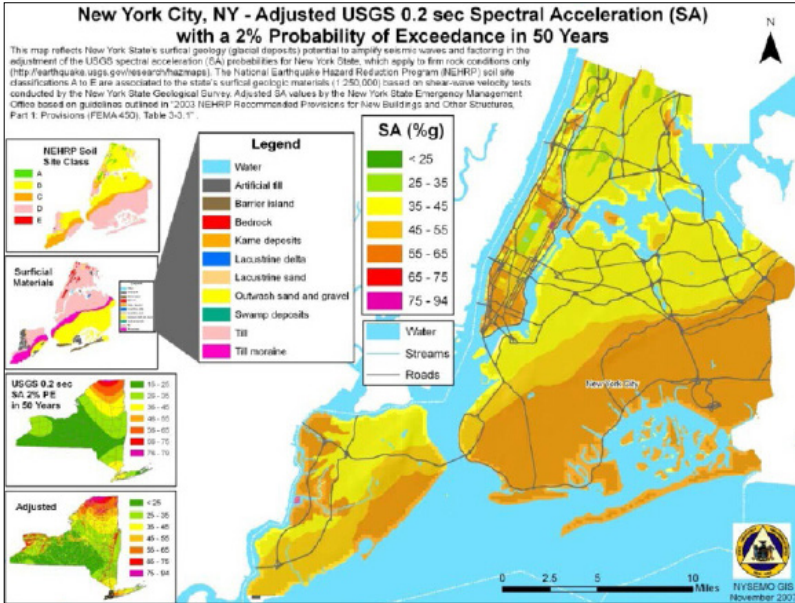 New York City, NY - Adjusted USGS 0.2 sec Spectral Acceleration (SA)
with a 2% Probability of Exceedance in 50 Years
This map reflects New York State's surfical geology (glacial deposits) potential to amplify seismic waves and factoring in the
adjustment of the USGS spectral acceleration (SA) probabilities for New York State, which apply to firm rock conditions only
(http://earthquake.usgs.gov/research/hazmaps). The National Earthquake Hazard Reduction Program (NEHRP) soil site
classifications A to E are associated to the state's surfical geologic materials (1:250,000) based on shear-wave velocity tests
conducted by the New York State Geological Survey. Adjusted SA values by the New York State Emergency Management
Office based on guidelines outlined in "2003 NEHRP Recommended Provisions for New Buildings and Other Structures,
Part 1: Provisions (FEMA 450), Table 3.3-1".
N
NEHRP Soil
Site Class
A
B
C
D
E
Surficial
Materials
Legend
Water
Artificial fill
Barrier island
Bedrock
Kame deposits
Lacustrine delta
Lacustrine sand
Outwash sand and gravel
Swamp deposits
Till
Till moraine
SA (%g)
< 25
25 - 35
35 - 45
45 - 55
55 - 65
65 - 75
75 - 94
Water
Streams
Roads
USGS 0.2 sec
SA 2% PE
in 50 Years
25 - 35
35 - 45
45 - 55
55 - 65
Adjusted
< 25
25 - 35
35 - 45
45 - 55
55 - 65
65 - 75
75 - 94
New York City
0 2.5 5 10
Miles
NYSEMO GIS
November 2007